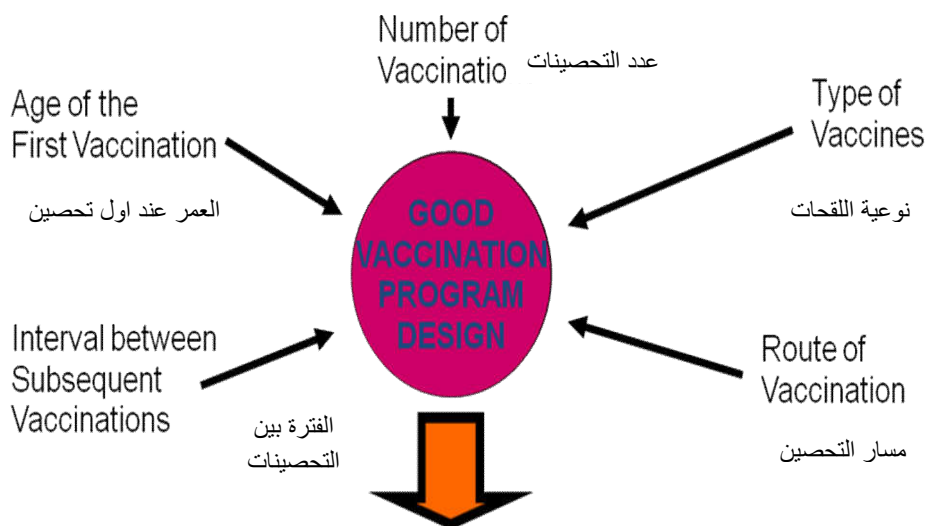 Number of
Vaccinatio
عدد التحصينات
Age of the
First Vaccination
العمر عند اول تحصين
Type of
Vaccines
نوعية اللقحات
GOOD
VACCINATION
PROGRAM
DESIGN
Interval between
Subsequent
Vaccinations
الفترة بين
التحصينات
Route of
Vaccination
مسار التحصين